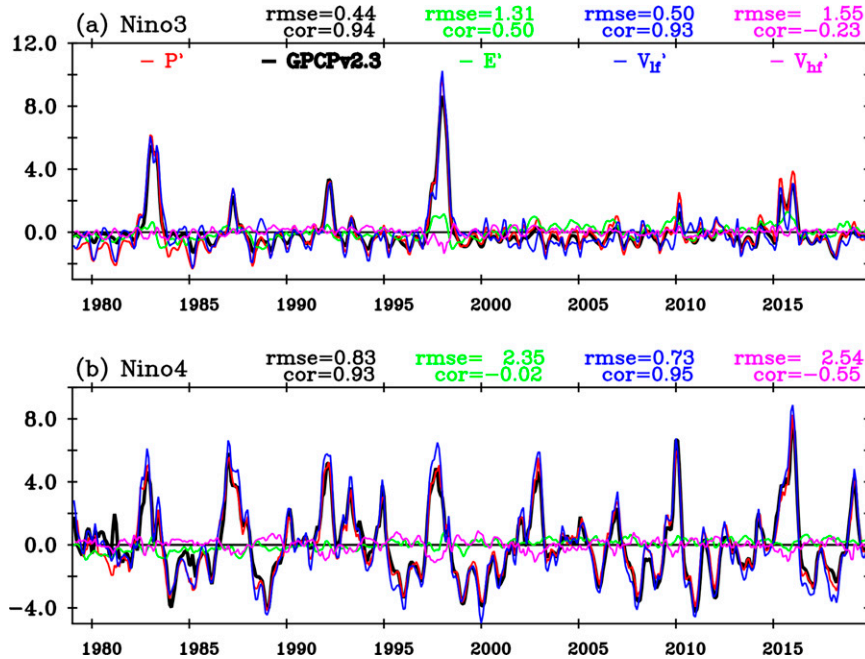 rmse=0.44 rmse=1.31 rmse=0.50 rmse= 1.55
(a) Nino3 cor=0.94 cor=0.50 cor=0.93 cor=−0.23
12.0
— P' — GPCPv2.3 — E' — Vlf' — Vhf'
8.0
4.0
0.0
1980 1985 1990 1995 2000 2005 2010 2015
rmse=0.83 rmse= 2.35 rmse=0.73 rmse= 2.54
(b) Nino4 cor=0.93 cor=−0.02 cor=0.95 cor=−0.55
8.0
4.0
0.0
−4.0
1980 1985 1990 1995 2000 2005 2010 2015